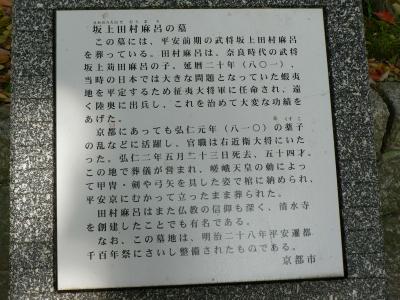 さかのうえの たむらまろ
坂上田村麻呂の墓
この墓には、平安前期の武将坂上田村麻呂
を葬っている。田村麻呂は、奈良時代の武将
坂上苅田麻呂の子、延暦二十年（八〇一）、
当時の日本では大きな問題となっていた蝦夷
地を平定するため征夷大将軍に任命され、遠
く陸奥に出兵し、これを治めて大変な功績を
あげた。
京都にあっても弘仁元年（八一〇）の薬子
の乱などに活躍し、官職は右近衛大将にいた
った。弘仁二年五月二十三日死去、五十四才。
この地で葬儀が営まれ、嵯峨天皇の勅によっ
て甲冑・剣や弓矢を具した姿で棺に納められ、
平安京にむかって立ったまま葬られた。
田村麻呂はまた仏教の信仰も深く、清水寺
を創建したことでも有名である。
なお、この墓地は、明治二十八年平安遷都
千百年祭にさいし整備されたものである。
京都市